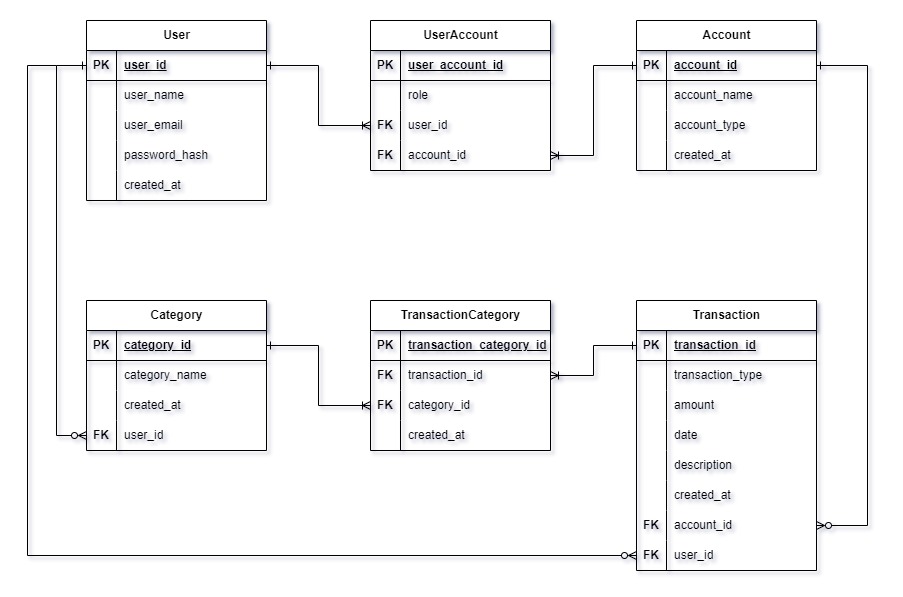 User
PK user_id
user_name
user_email
password_hash
created_at
UserAccount
PK user_account_id
role
FK user_id
FK account_id
Account
PK account_id
account_name
account_type
created_at
Category
PK category_id
category_name
created_at
FK user_id
TransactionCategory
PK transaction_category_id
FK transaction_id
FK category_id
created_at
Transaction
PK transaction_id
transaction_type
amount
date
description
created_at
FK account_id
FK user_id